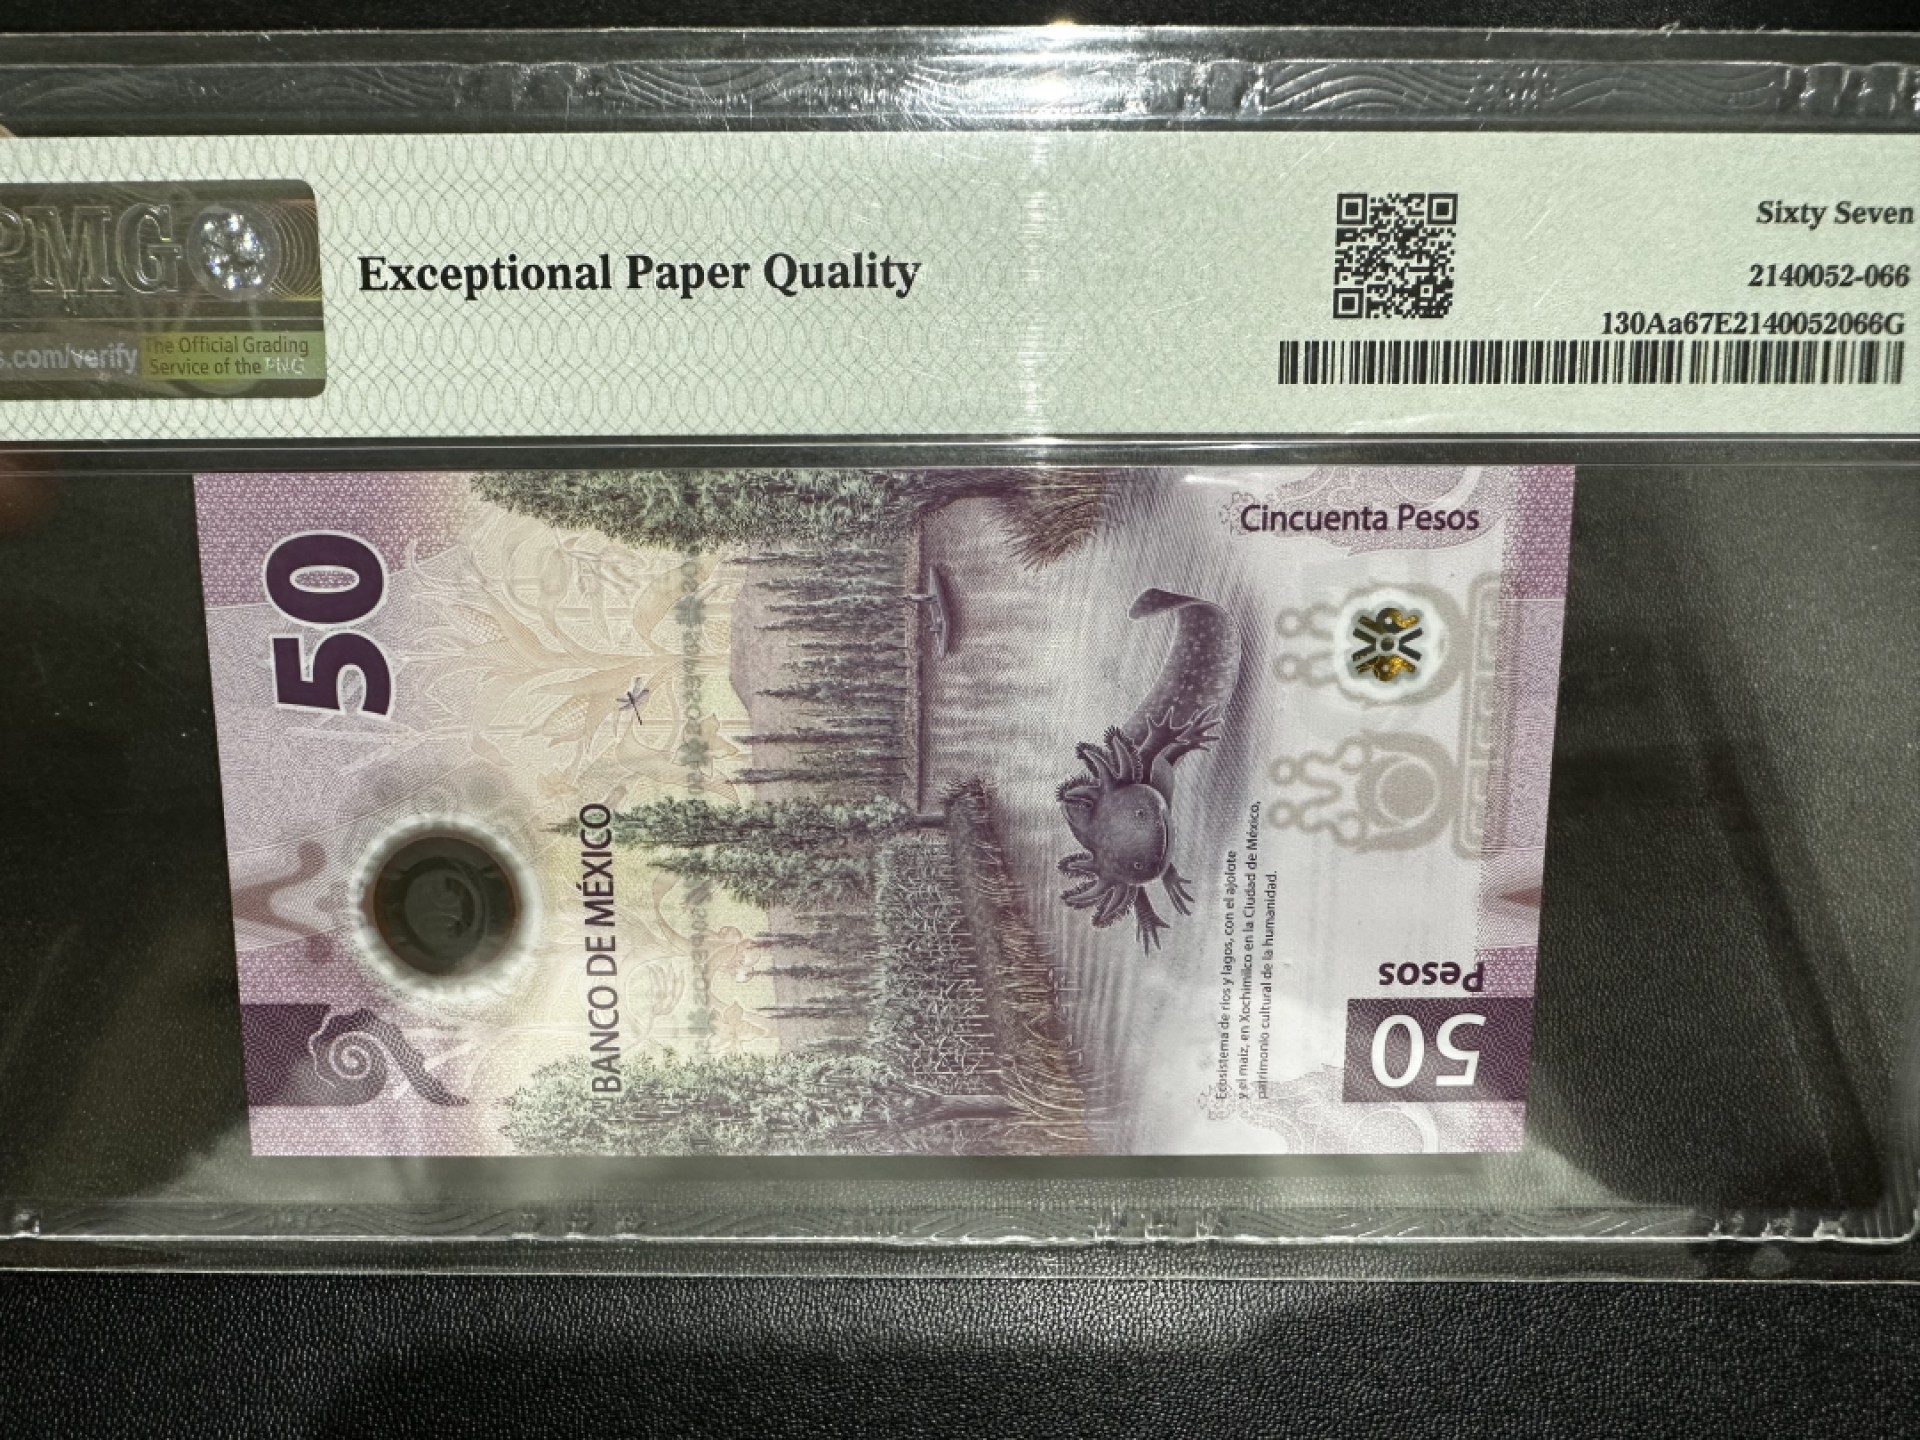 PMG
s.com/verify
The Official Grading
Service of the PNG
Exceptional Paper Quality
Sixty Seven
2140052-066
130Aa67E2140052066G
50
BANCO DE MÉXICO
Cincuenta Pesos
Ecosistema de ríos y lagos, con el ajolote
y el maíz, en Xochimilco en la Ciudad de México,
patrimonio cultural de la humanidad.
50
Pesos